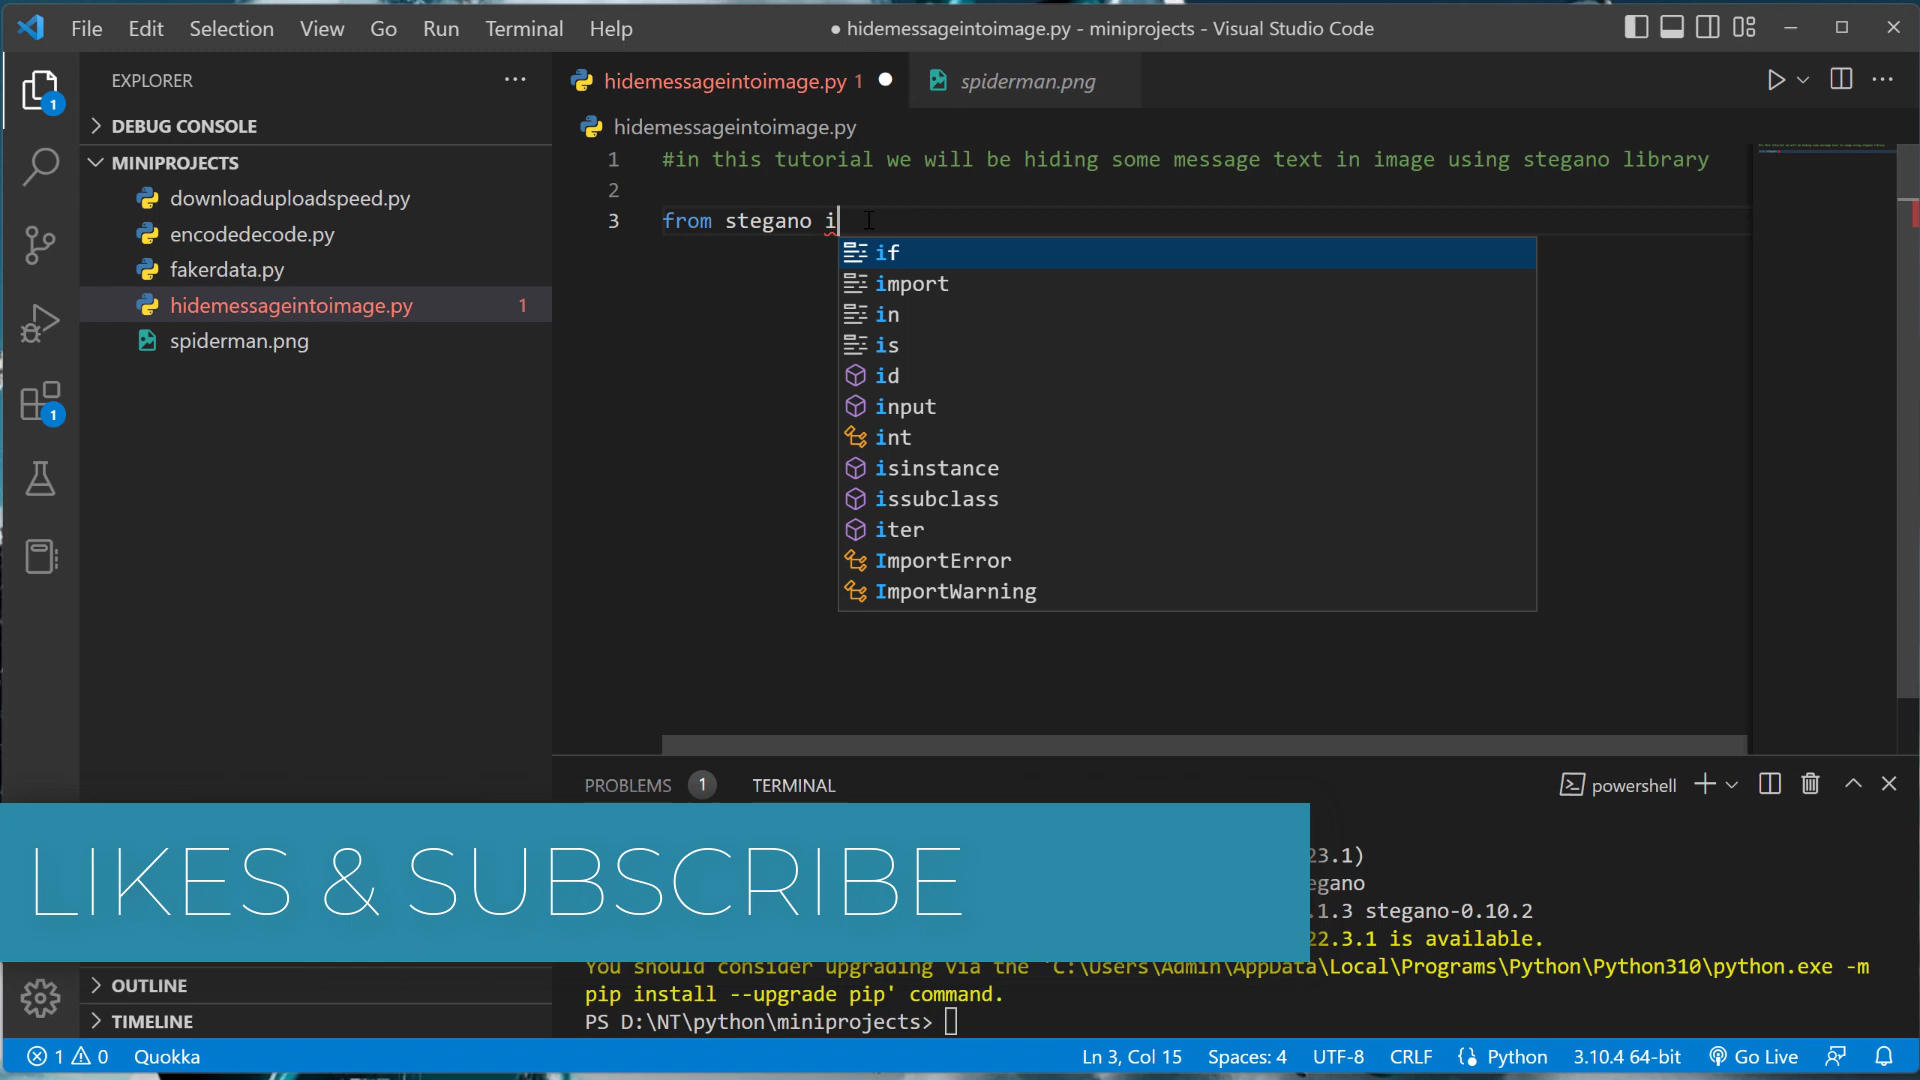 File Edit Selection View Go Run Terminal Help
● hidemessageintoimage.py - miniprojects - Visual Studio Code
EXPLORER
DEBUG CONSOLE
MINIPROJECTS
downloaduploadspeed.py
encodedecode.py
fakerdata.py
hidemessageintoimage.py 1
spiderman.png
OUTLINE
TIMELINE
1
1
hidemessageintoimage.py 1
spiderman.png
hidemessageintoimage.py
1 #in this tutorial we will be hiding some message text in image using stegano library
2
3 from stegano i
if
import
in
is
id
input
int
isinstance
issubclass
iter
ImportError
ImportWarning
PROBLEMS 1 TERMINAL
powershell
23.1)
egano
.1.3 stegano-0.10.2
22.3.1 is available.
You should consider upgrading via the 'C:\Users\Admin\AppData\Local\Programs\Python\Python310\python.exe -m
pip install --upgrade pip' command.
PS D:\NT\python\miniprojects>
LIKES & SUBSCRIBE
1 0 Quokka
Ln 3, Col 15 Spaces: 4 UTF-8 CRLF Python 3.10.4 64-bit Go Live